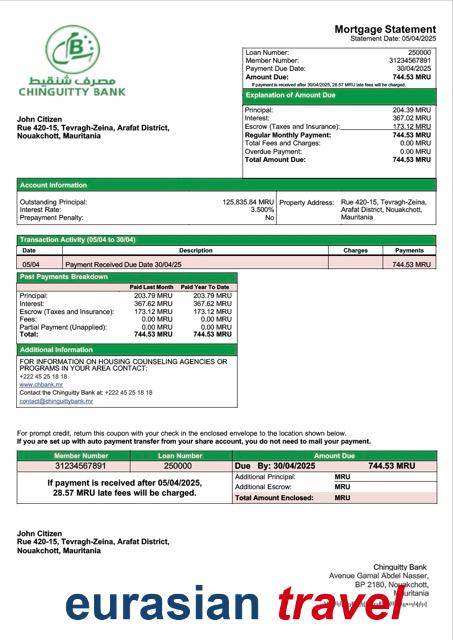 Mortgage Statement
Statement Date: 05/04/2025
مصرف شنقيط
CHINGUITTY BANK
Loan Number: 250000
Member Number: 31234567891
Payment Due Date: 30/04/2025
Amount Due: 744.53 MRU
If payment is received after 30/04/2025, 28.57 MRU late fees will be charged.
Explanation of Amount Due
Principal: 204.39 MRU
Interest: 367.02 MRU
Escrow (Taxes and Insurance): 173.12 MRU
Regular Monthly Payment: 744.53 MRU
Total Fees and Charges: 0.00 MRU
Overdue Payment: 0.00 MRU
Total Amount Due: 744.53 MRU
John Citizen
Rue 420-15, Tevragh-Zeina, Arafat District,
Nouakchott, Mauritania
Account Information
Outstanding Principal: 125,835.84 MRU
Interest Rate: 3.500%
Prepayment Penalty: No
Property Address: Rue 420-15, Tevragh-Zeina,
Arafat District, Nouakchott,
Mauritania
Transaction Activity (05/04 to 30/04)
Date Description Charges Payments
05/04 Payment Received Due Date 30/04/25 744.53 MRU
Past Payments Breakdown
Paid Last Month Paid Year To Date
Principal: 203.79 MRU 203.79 MRU
Interest: 367.62 MRU 367.62 MRU
Escrow (Taxes and Insurance): 173.12 MRU 173.12 MRU
Fees: 0.00 MRU 0.00 MRU
Partial Payment (Unapplied): 0.00 MRU 0.00 MRU
Total: 744.53 MRU 744.53 MRU
Additional Information
FOR INFORMATION ON HOUSING COUNSELING AGENCIES OR
PROGRAMS IN YOUR AREA CONTACT:
+222 45 25 18 18
www.chbank.mr
Contact the Chinguitty Bank at: +222 45 25 18 18
contact@chinguittybank.mr
For prompt credit, return this coupon with your check in the enclosed envelope to the location shown below.
If you are set up with auto payment transfer from your share account, you do not need to mail your payment.
Member Number Loan Number Amount Due
31234567891 250000 Due By: 30/04/2025 744.53 MRU
If payment is received after 05/04/2025,
28.57 MRU late fees will be charged.
Additional Principal: MRU
Additional Escrow: MRU
Total Amount Enclosed: MRU
John Citizen
Rue 420-15, Tevragh-Zeina, Arafat District,
Nouakchott, Mauritania
Chinguitty Bank
Avenue Gamal Abdel Nasser,
BP 2180, Nouakchott,
Mauritania
eurasian travel